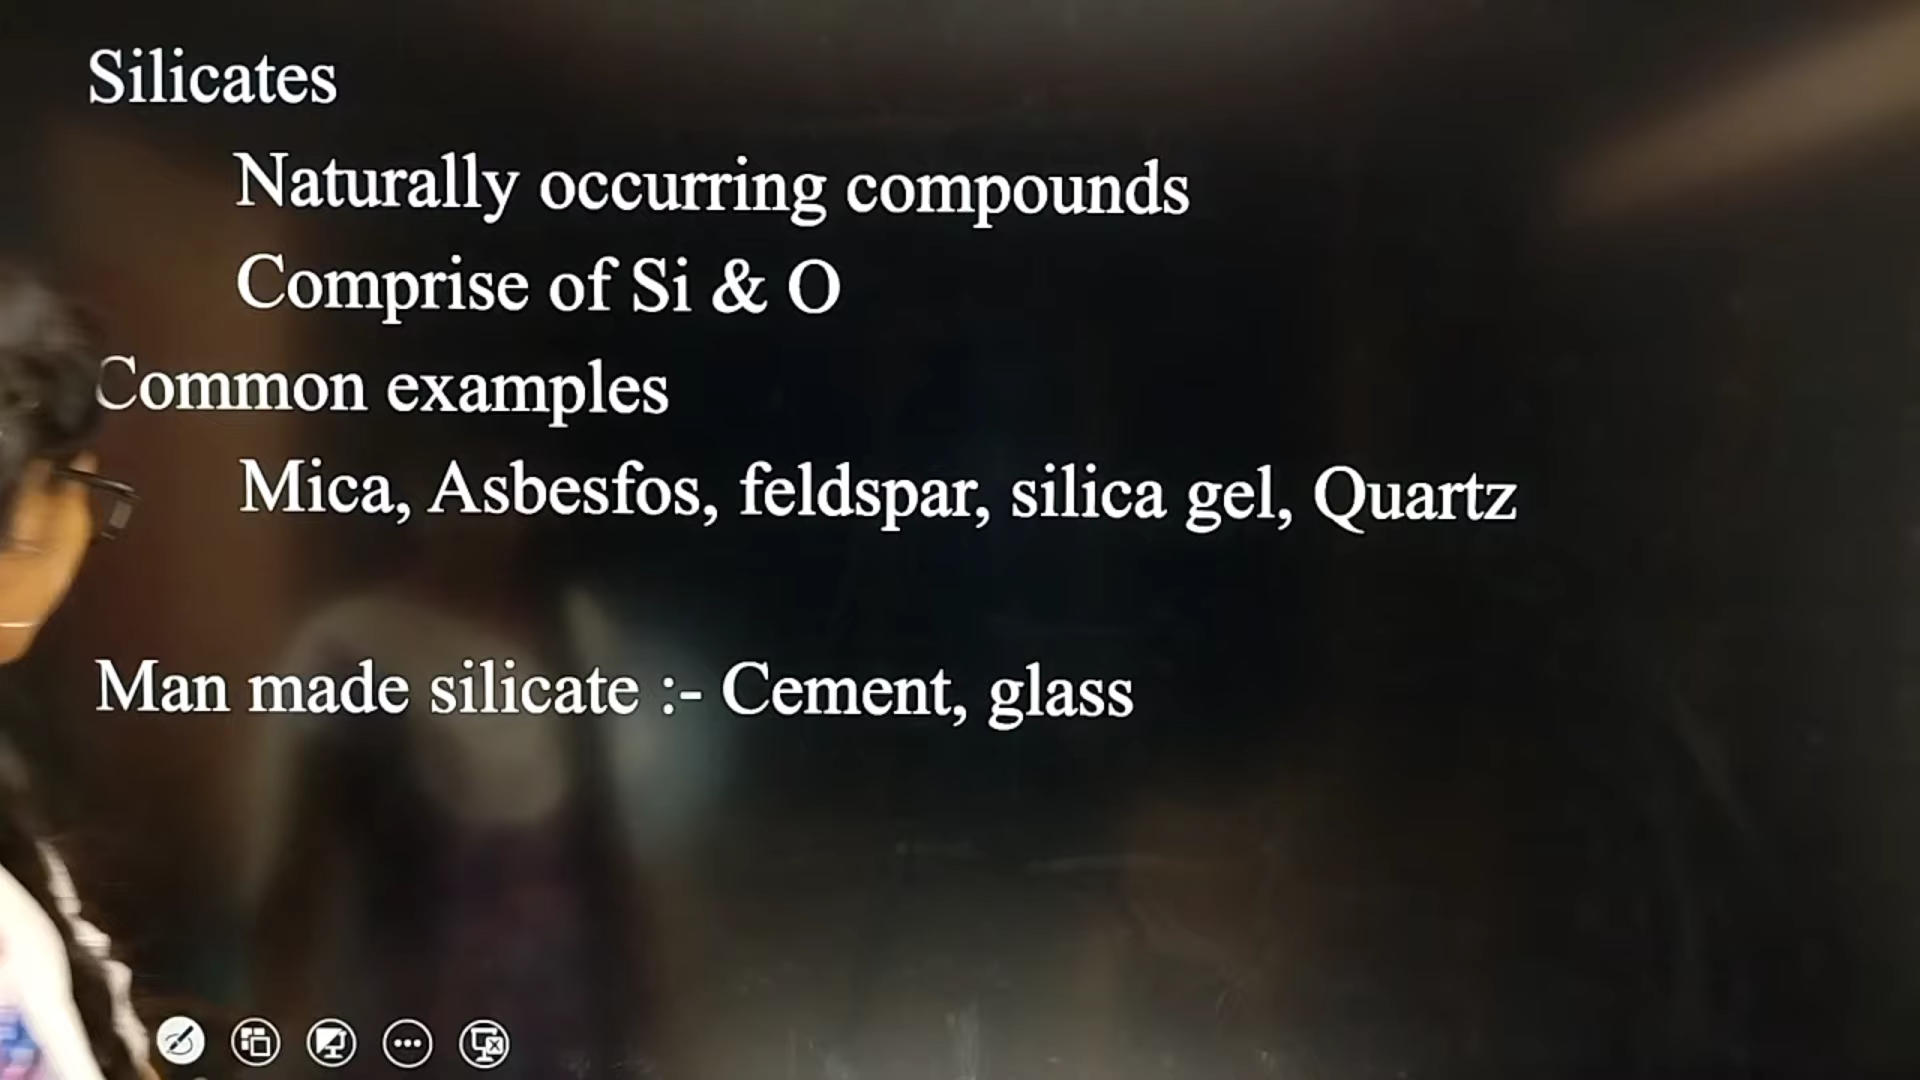 Silicates
Naturally occurring compounds
Comprise of Si & O
Common examples
Mica, Asbesfos, feldspar, silica gel, Quartz
Man made silicate :- Cement, glass